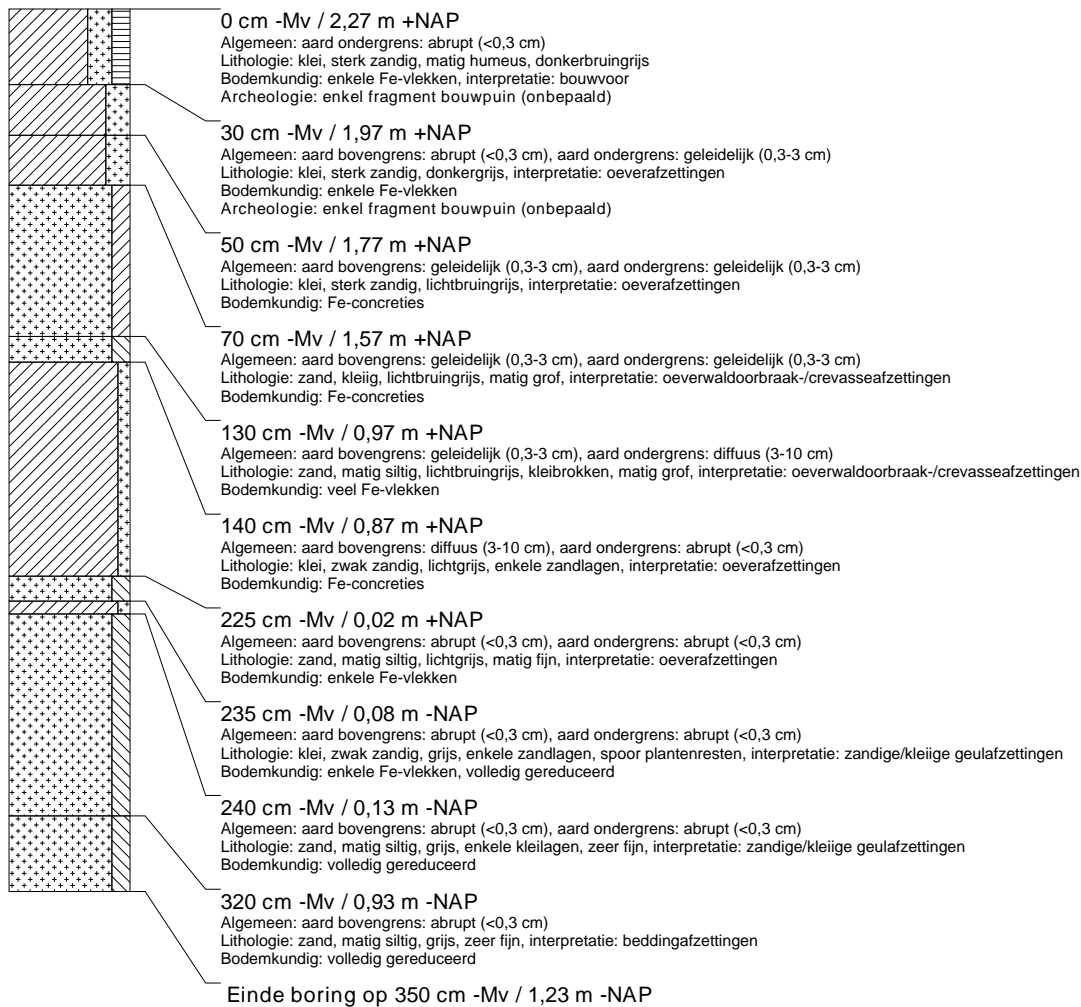 0 cm -Mv / 2,27 m +NAP
Algemeen: aard ondergrens: abrupt (<0,3 cm)
Lithologie: klei, sterk zandig, matig humeus, donkerbruingrijs
Bodemkundig: enkele Fe-vlekken, interpretatie: bouwvoor
Archeologie: enkel fragment bouwpuin (onbepaald)
30 cm -Mv / 1,97 m +NAP
Algemeen: aard bovengrens: abrupt (<0,3 cm), aard ondergrens: geleidelijk (0,3-3 cm)
Lithologie: klei, sterk zandig, donkergrijs, interpretatie: oeverafzettingen
Bodemkundig: enkele Fe-vlekken
Archeologie: enkel fragment bouwpuin (onbepaald)
50 cm -Mv / 1,77 m +NAP
Algemeen: aard bovengrens: geleidelijk (0,3-3 cm), aard ondergrens: geleidelijk (0,3-3 cm)
Lithologie: klei, sterk zandig, lichtbruingrijs, interpretatie: oeverafzettingen
Bodemkundig: Fe-concreties
70 cm -Mv / 1,57 m +NAP
Algemeen: aard bovengrens: geleidelijk (0,3-3 cm), aard ondergrens: geleidelijk (0,3-3 cm)
Lithologie: zand, kleiig, lichtbruingrijs, matig grof, interpretatie: oeverwaldoorbraak-/crevasseafzettingen
Bodemkundig: Fe-concreties
130 cm -Mv / 0,97 m +NAP
Algemeen: aard bovengrens: geleidelijk (0,3-3 cm), aard ondergrens: diffuus (3-10 cm)
Lithologie: zand, matig siltig, lichtbruingrijs, kleibrokken, matig grof, interpretatie: oeverwaldoorbraak-/crevasseafzettingen
Bodemkundig: veel Fe-vlekken
140 cm -Mv / 0,87 m +NAP
Algemeen: aard bovengrens: diffuus (3-10 cm), aard ondergrens: abrupt (<0,3 cm)
Lithologie: klei, zwak zandig, lichtgrijs, enkele zandlagen, interpretatie: oeverafzettingen
Bodemkundig: Fe-concreties
225 cm -Mv / 0,02 m +NAP
Algemeen: aard bovengrens: abrupt (<0,3 cm), aard ondergrens: abrupt (<0,3 cm)
Lithologie: zand, matig siltig, lichtgrijs, matig fijn, interpretatie: oeverafzettingen
Bodemkundig: enkele Fe-vlekken
235 cm -Mv / 0,08 m -NAP
Algemeen: aard bovengrens: abrupt (<0,3 cm), aard ondergrens: abrupt (<0,3 cm)
Lithologie: klei, zwak zandig, grijs, enkele zandlagen, spoor plantenresten, interpretatie: zandige/kleiige geulafzettingen
Bodemkundig: enkele Fe-vlekken, volledig gereduceerd
240 cm -Mv / 0,13 m -NAP
Algemeen: aard bovengrens: abrupt (<0,3 cm), aard ondergrens: abrupt (<0,3 cm)
Lithologie: zand, matig siltig, grijs, enkele kleilagen, zeer fijn, interpretatie: zandige/kleiige geulafzettingen
Bodemkundig: volledig gereduceerd
320 cm -Mv / 0,93 m -NAP
Algemeen: aard bovengrens: abrupt (<0,3 cm)
Lithologie: zand, matig siltig, grijs, zeer fijn, interpretatie: beddingafzettingen
Bodemkundig: volledig gereduceerd
Einde boring op 350 cm -Mv / 1,23 m -NAP